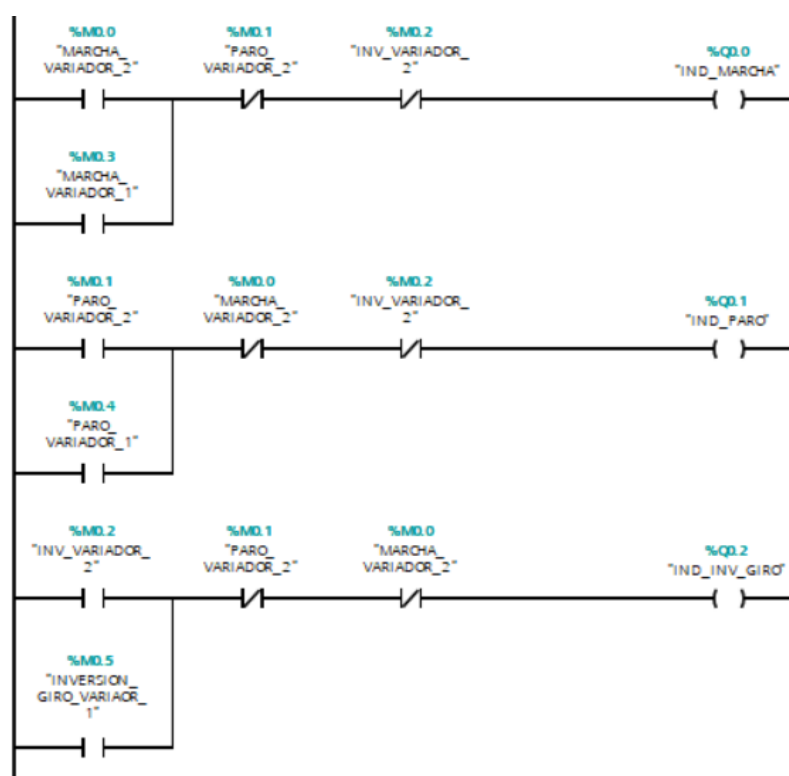 %M0.0
"MARCHA_
VARIADOR_2"
%M0.1
"PARO_
VARIADOR_2"
%M0.2
"INV_VARIADOR_
2"
%Q0.0
"IND_MARCHA"
%M0.3
"MARCHA_
VARIADOR_1"
%M0.1
"PARO_
VARIADOR_2"
%M0.0
"MARCHA_
VARIADOR_2"
%M0.2
"INV_VARIADOR_
2"
%Q0.1
"IND_PARO"
%M0.4
"PARO_
VARIADOR_1"
%M0.2
"INV_VARIADOR_
2"
%M0.1
"PARO_
VARIADOR_2"
%M0.0
"MARCHA_
VARIADOR_2"
%Q0.2
"IND_INV_GIRO"
%M0.5
"INVERSION_
GIRO_VARIAOR_
1"